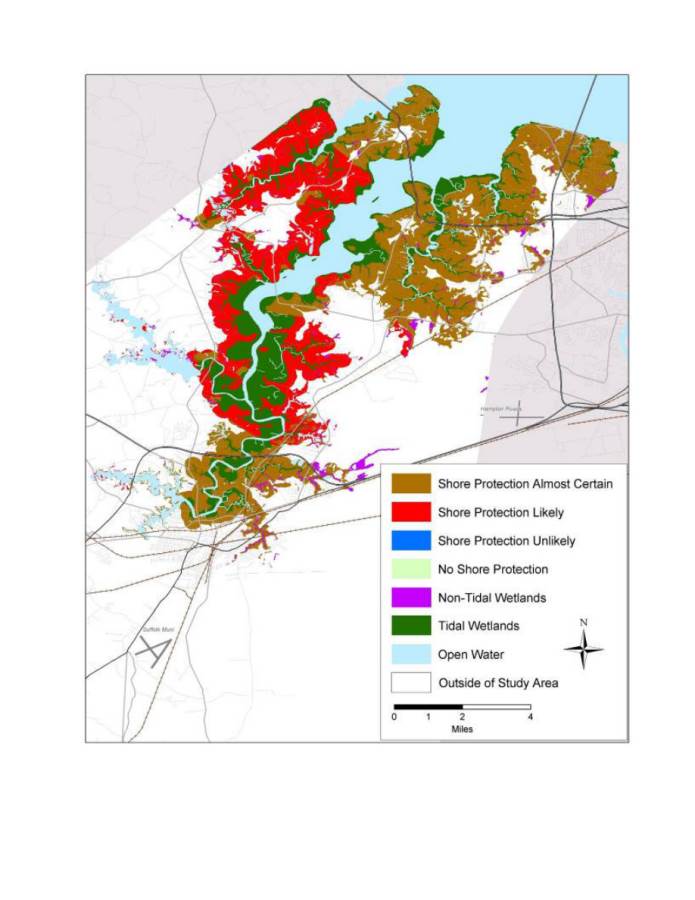 Hampton Roads
Shore Protection Almost Certain
Shore Protection Likely
Shore Protection Unlikely
No Shore Protection
Non-Tidal Wetlands
Tidal Wetlands
Open Water
Outside of Study Area
N
0 1 2 4
Miles
Suffolk Muni